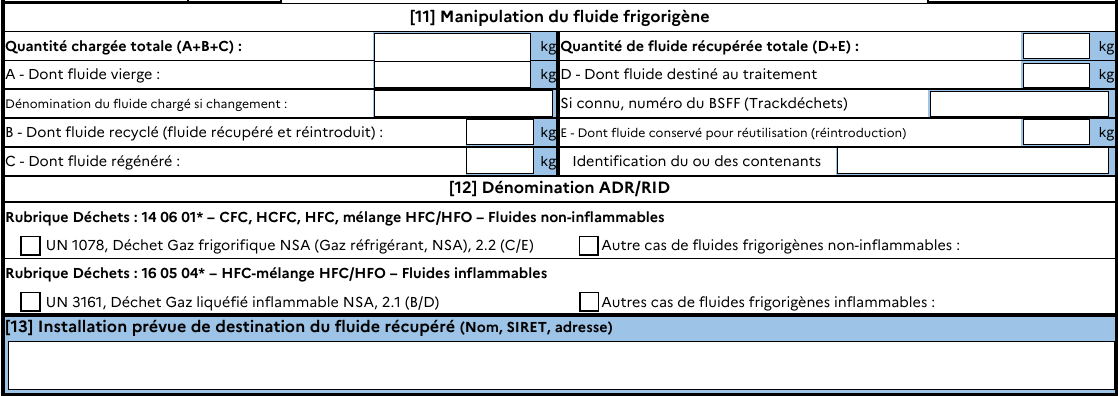 [11] Manipulation du fluide frigorigène
Quantité chargée totale (A+B+C) : kg Quantité de fluide récupérée totale (D+E) : kg
A - Dont fluide vierge : kg D - Dont fluide destiné au traitement kg
Dénomination du fluide chargé si changement : Si connu, numéro du BSFF (Trackdéchets)
B - Dont fluide recyclé (fluide récupéré et réintroduit) : kg E - Dont fluide conservé pour réutilisation (réintroduction) kg
C - Dont fluide régénéré : kg Identification du ou des contenants
[12] Dénomination ADR/RID
Rubrique Déchets : 14 06 01* – CFC, HCFC, HFC, mélange HFC/HFO – Fluides non-inflammables
UN 1078, Déchet Gaz frigorifique NSA (Gaz réfrigérant, NSA), 2.2 (C/E) Autre cas de fluides frigorigènes non-inflammables :
Rubrique Déchets : 16 05 04* – HFC-mélange HFC/HFO – Fluides inflammables
UN 3161, Déchet Gaz liquéfié inflammable NSA, 2.1 (B/D) Autres cas de fluides frigorigènes inflammables :
[13] Installation prévue de destination du fluide récupéré (Nom, SIRET, adresse)